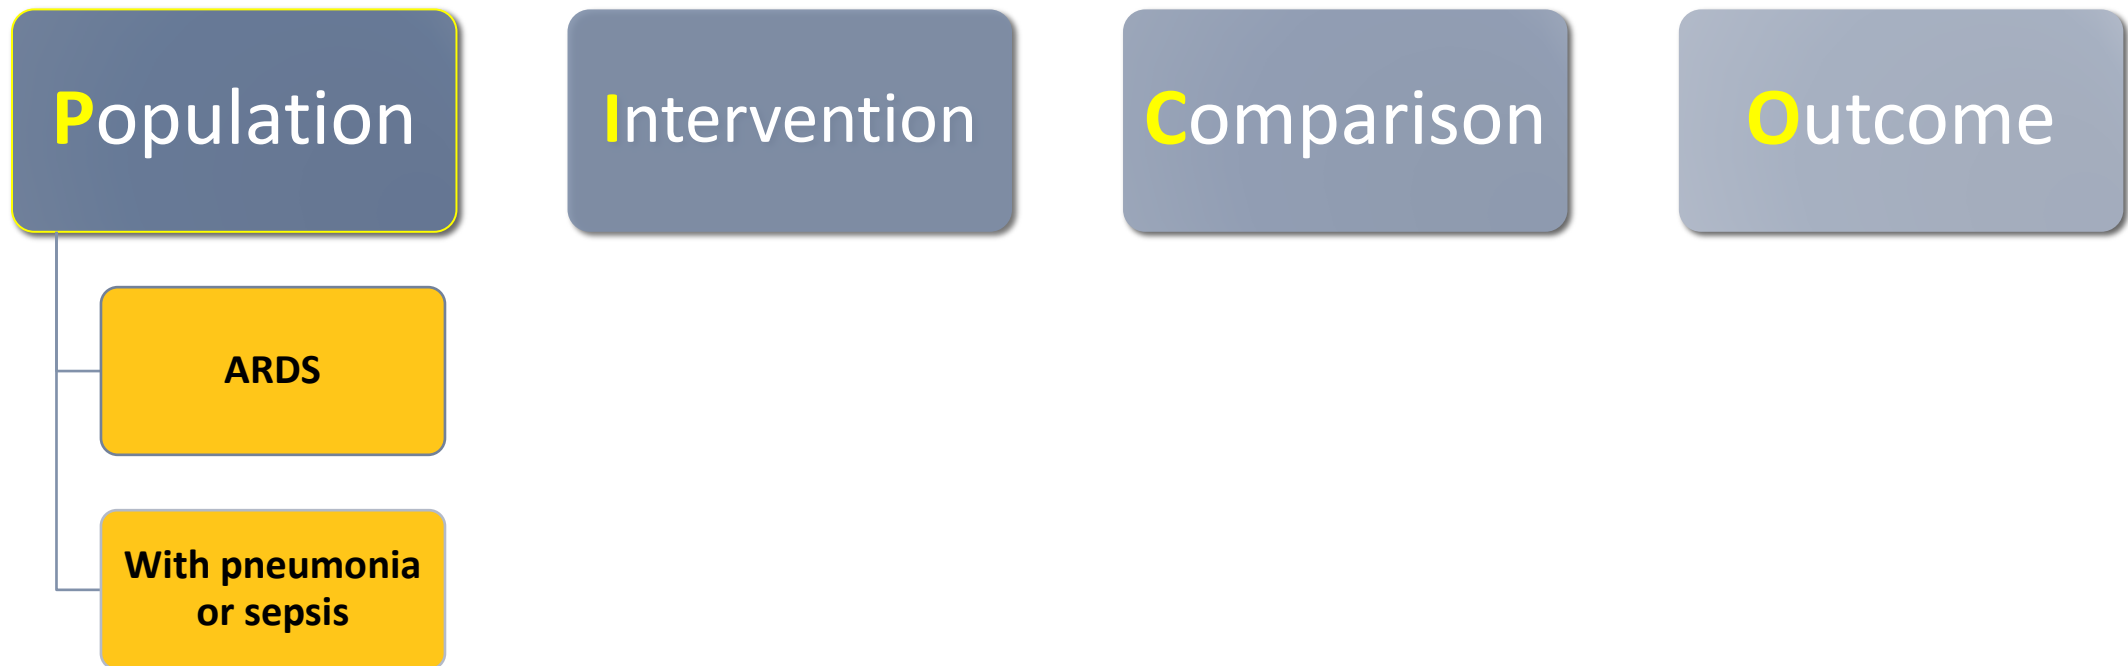 Population
Intervention
Comparison
Outcome
ARDS
With pneumonia
or sepsis